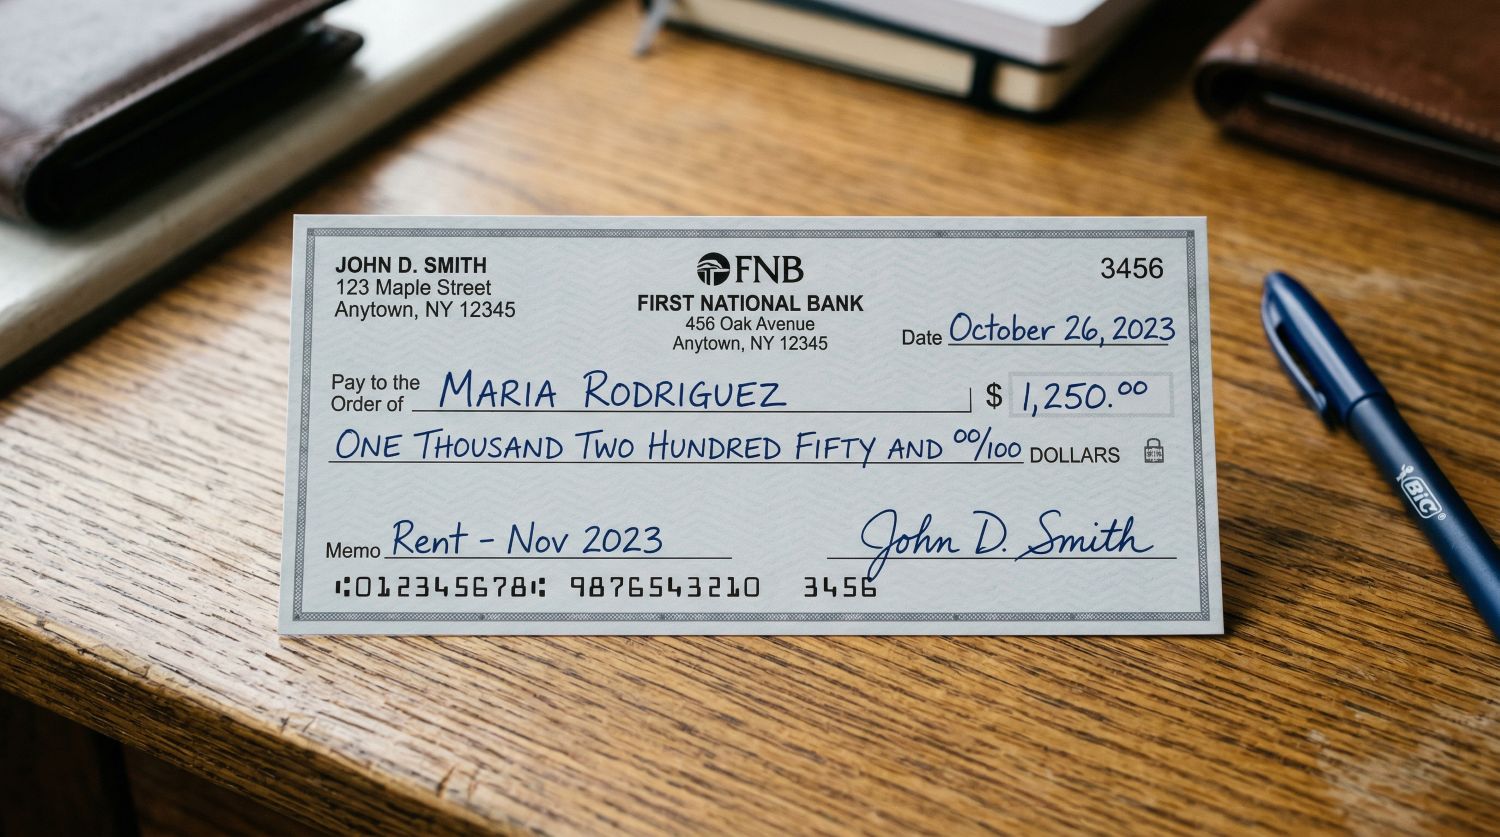 JOHN D. SMITH
123 Maple Street
Anytown, NY 12345
FNB
FIRST NATIONAL BANK
456 Oak Avenue
Anytown, NY 12345
3456
Date October 26, 2023
Pay to the
Order of MARIA RODRIGUEZ $ 1,250.00
ONE THOUSAND TWO HUNDRED FIFTY AND 00/100 DOLLARS
Memo Rent - Nov 2023
John D. Smith
⑆012345678⑆ 9876543210 3456
BIC